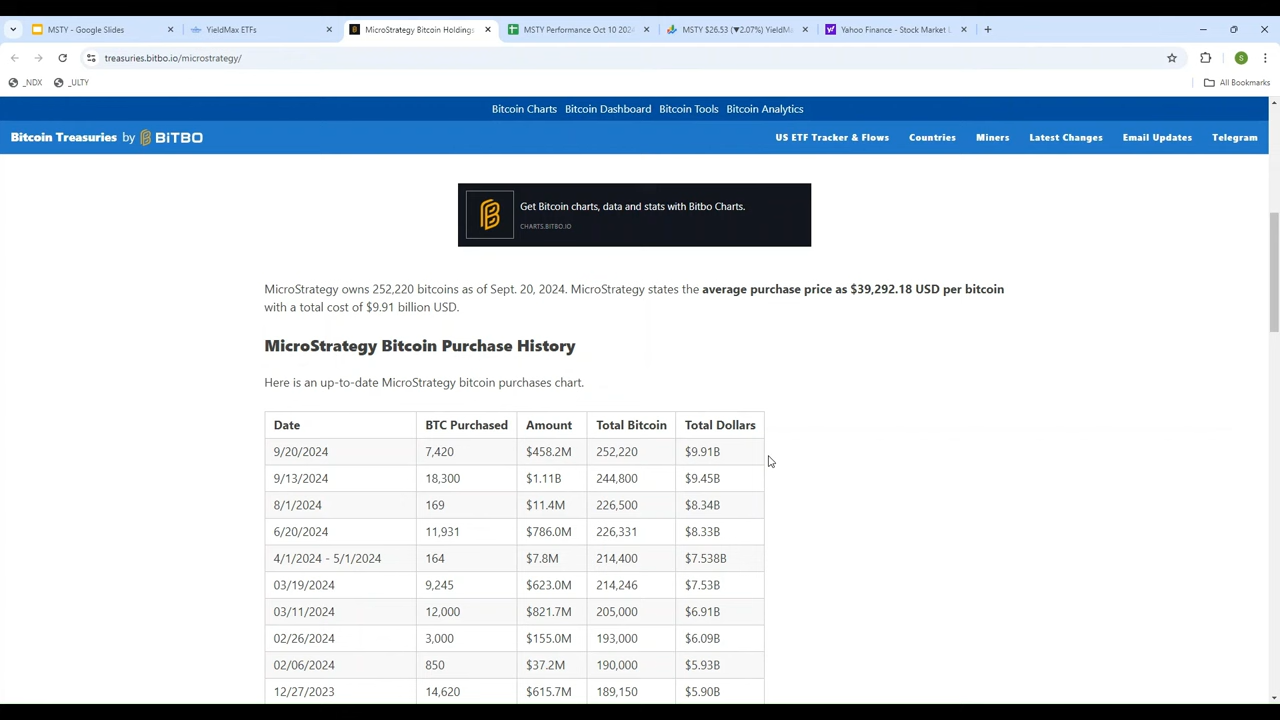 MSTY - Google Slides
YieldMax ETFs
MicroStrategy Bitcoin Holdings
MSTY Performance Oct 10 2024
MSTY $26.53 (▼2.07%) YieldMa
Yahoo Finance - Stock Market L
treasuries.bitbo.io/microstrategy/
S
_NDX
_ULTY
All Bookmarks
Bitcoin Charts Bitcoin Dashboard Bitcoin Tools Bitcoin Analytics
Bitcoin Treasuries by BiTBO
US ETF Tracker & Flows Countries Miners Latest Changes Email Updates Telegram
Get Bitcoin charts, data and stats with Bitbo Charts.
CHARTS.BITBO.IO
MicroStrategy owns 252,220 bitcoins as of Sept. 20, 2024. MicroStrategy states the average purchase price as $39,292.18 USD per bitcoin
with a total cost of $9.91 billion USD.
MicroStrategy Bitcoin Purchase History
Here is an up-to-date MicroStrategy bitcoin purchases chart.
Date BTC Purchased Amount Total Bitcoin Total Dollars
9/20/2024 7,420 $458.2M 252,220 $9.91B
9/13/2024 18,300 $1.11B 244,800 $9.45B
8/1/2024 169 $11.4M 226,500 $8.34B
6/20/2024 11,931 $786.0M 226,331 $8.33B
4/1/2024 - 5/1/2024 164 $7.8M 214,400 $7.538B
03/19/2024 9,245 $623.0M 214,246 $7.53B
03/11/2024 12,000 $821.7M 205,000 $6.91B
02/26/2024 3,000 $155.0M 193,000 $6.09B
02/06/2024 850 $37.2M 190,000 $5.93B
12/27/2023 14,620 $615.7M 189,150 $5.90B